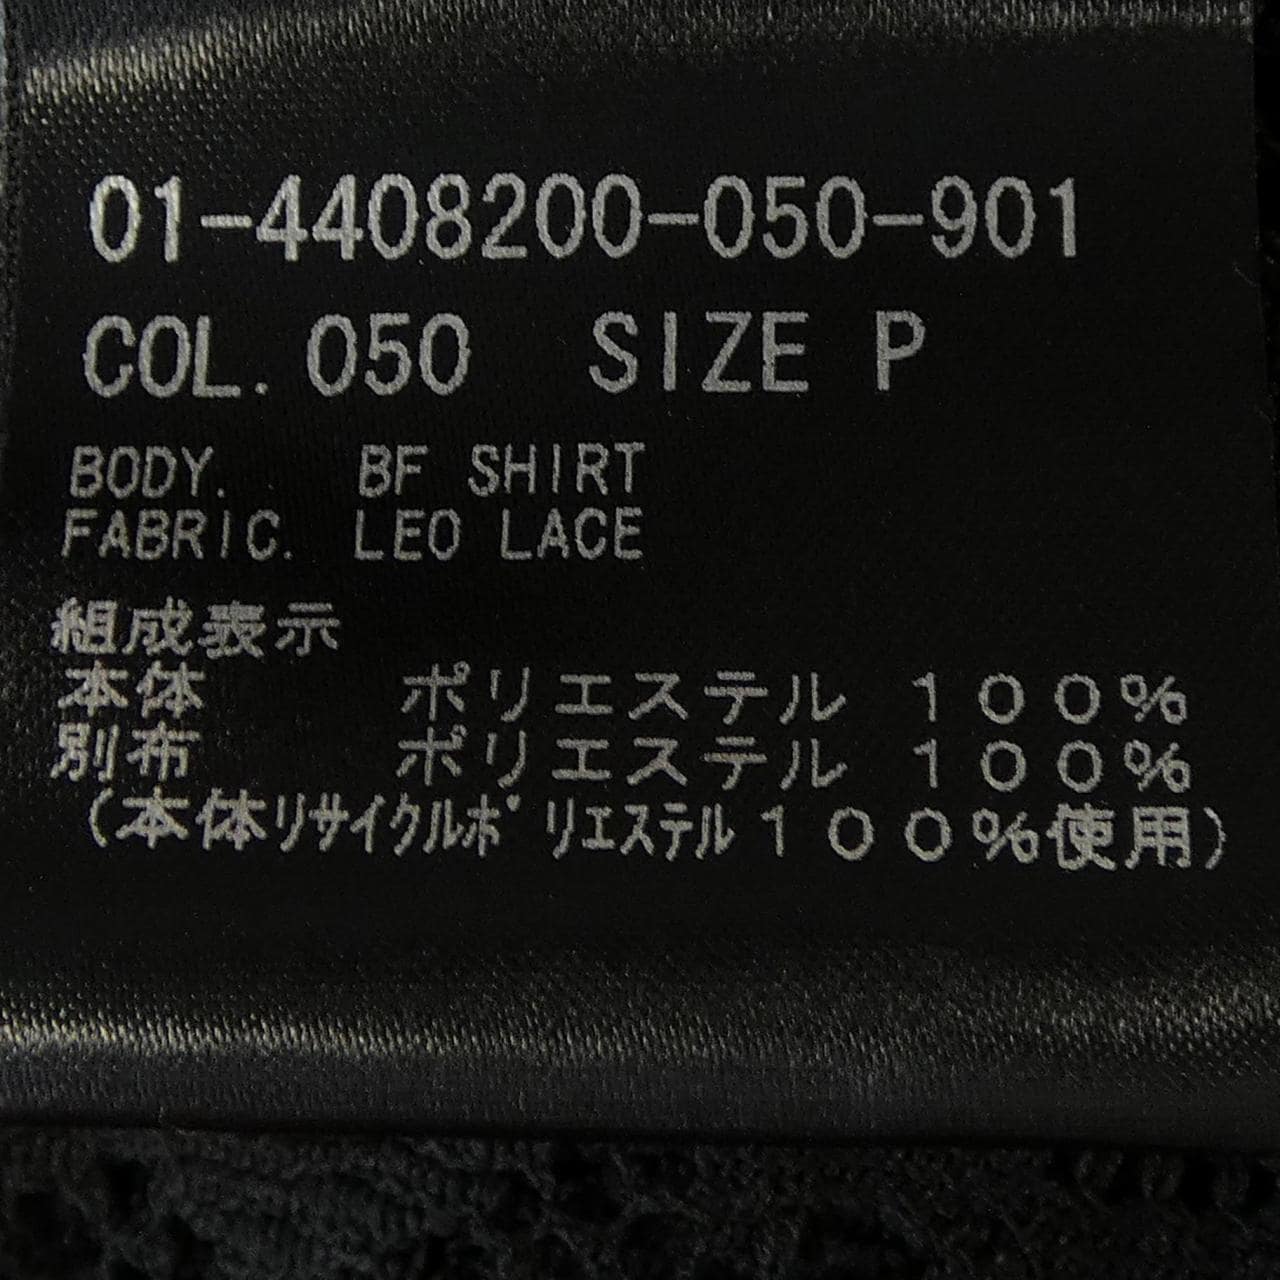 01-4408200-050-901
COL. 050 SIZE P
BODY. BF SHIRT
FABRIC. LEO LACE
組成表示
本体 ポリエステル 100%
別布 ポリエステル 100%
(本体リサイクルポリエステル100%使用)